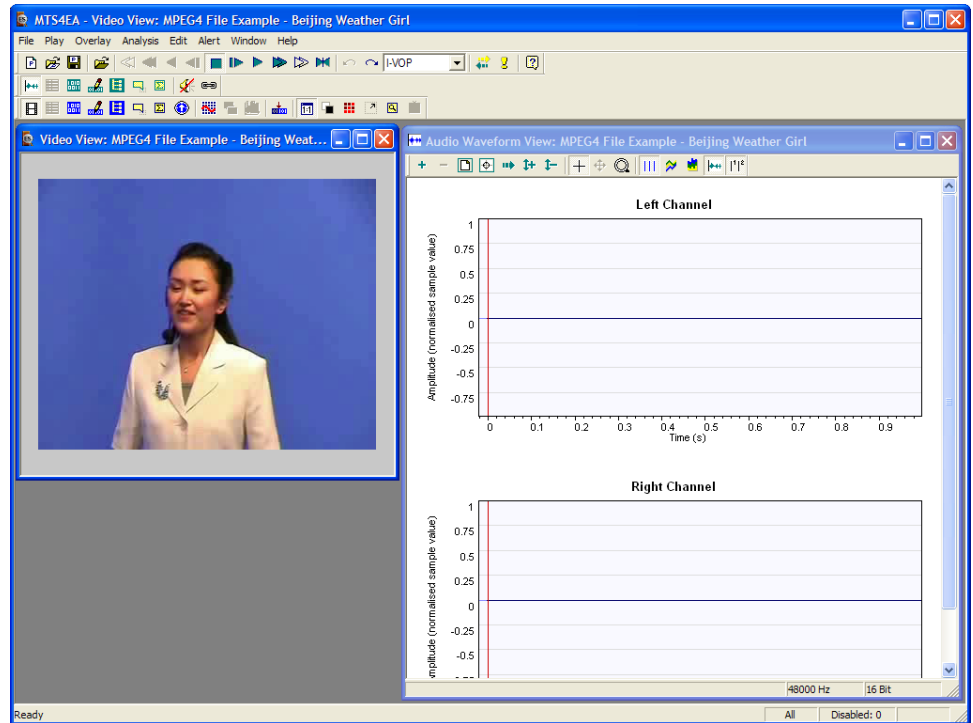 MTS4EA - Video View: MPEG4 File Example - Beijing Weather Girl
File Play Overlay Analysis Edit Alert Window Help
I-VOP
Video View: MPEG4 File Example - Beijing Weat...
Audio Waveform View: MPEG4 File Example - Beijing Weather Girl
Left Channel
Amplitude (normalised sample value)
1
0.75
0.5
0.25
0
-0.25
-0.5
-0.75
0 0.1 0.2 0.3 0.4 0.5 0.6 0.7 0.8 0.9
Time (s)
Right Channel
Amplitude (normalised sample value)
1
0.75
0.5
0.25
0
-0.25
-0.5
48000 Hz 16 Bit
Ready All Disabled: 0